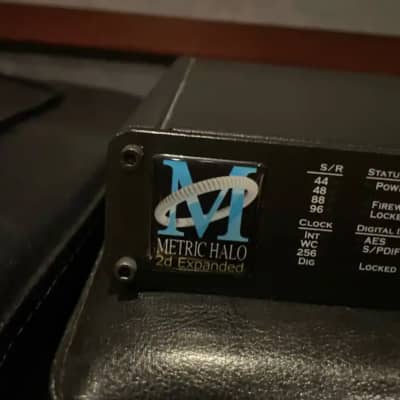 M
METRIC HALO
2d Expanded
S/R
44
48
88
96
CLOCK
INT
WC
256
DIG
STATU
POW
FIREW
LOCKE
DIGITAL I
AES
S/PDIF
LOCKED